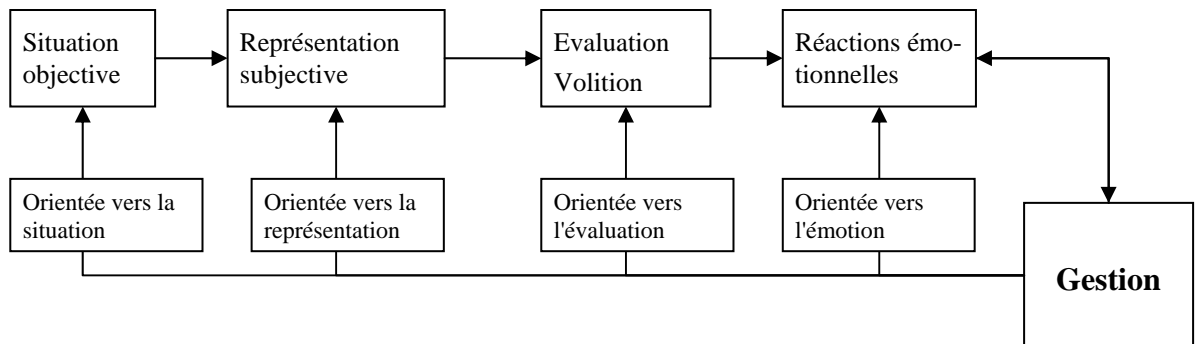 Situation
objective
Représentation
subjective
Evaluation
Volition
Réactions émo-
tionnelles
Orientée vers la
situation
Orientée vers la
représentation
Orientée vers
l'évaluation
Orientée vers
l'émotion
Gestion